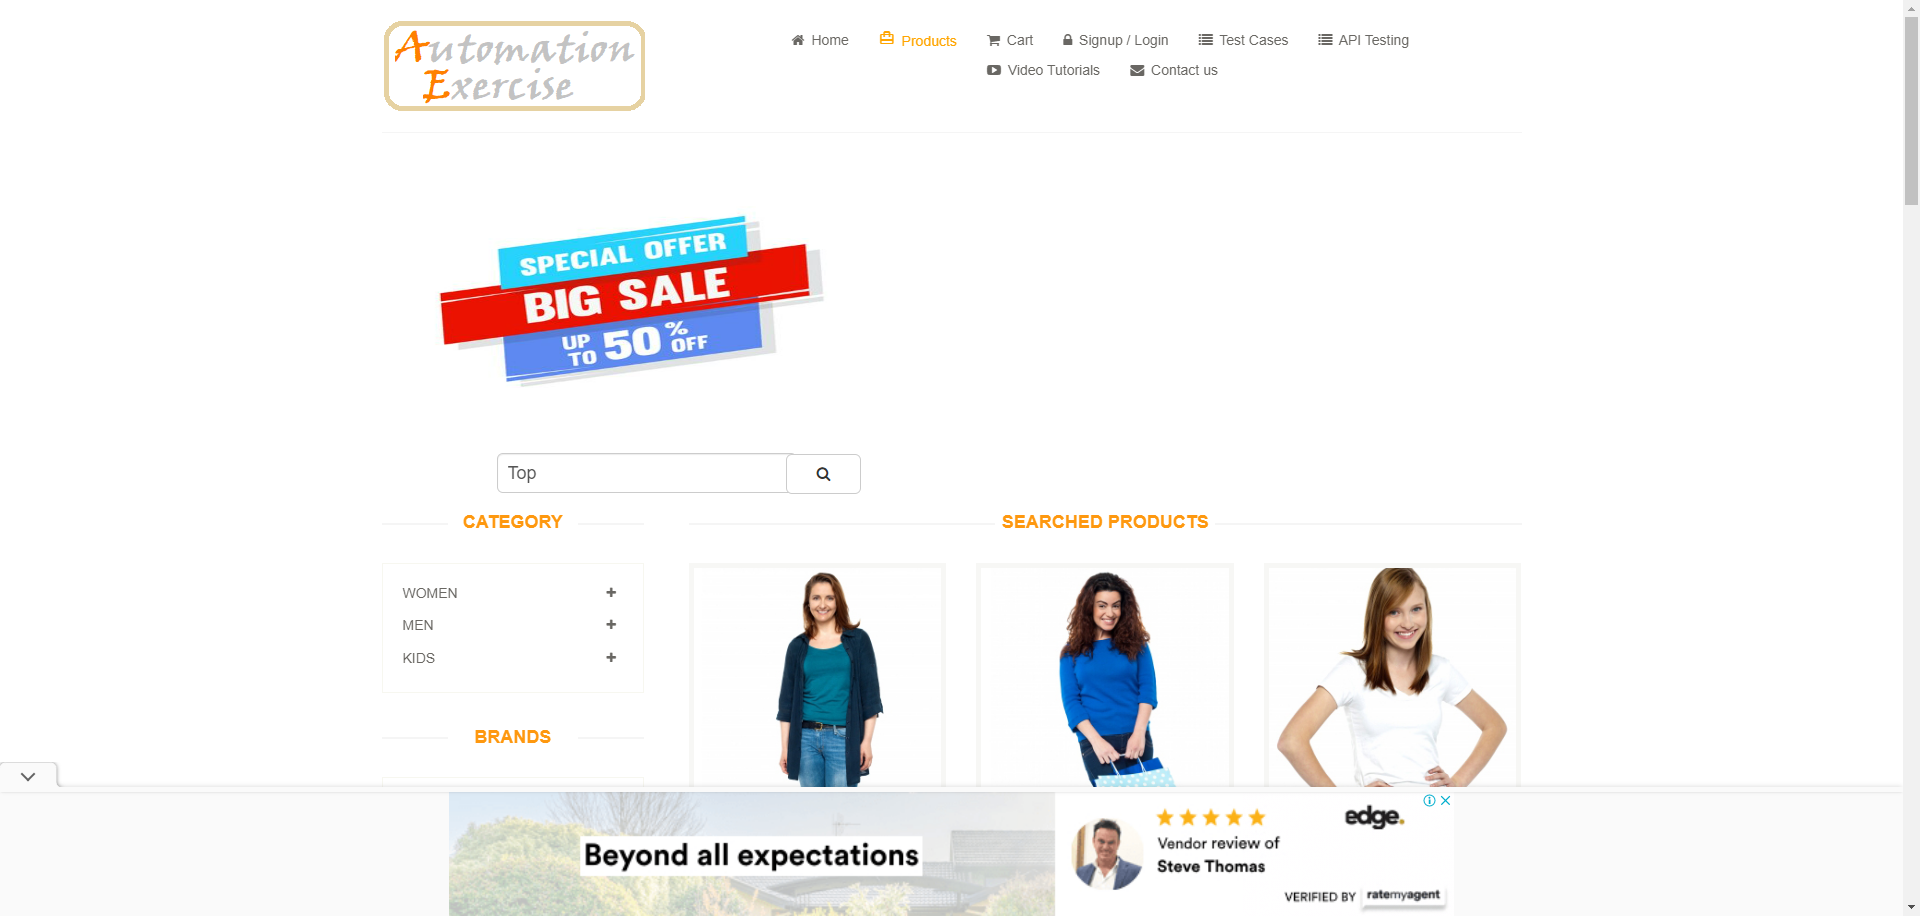 Automation
Exercise
Home
Products
Cart
Signup / Login
Test Cases
API Testing
Video Tutorials
Contact us
SPECIAL OFFER
BIG SALE
UP TO 50% OFF
Top
CATEGORY
WOMEN
MEN
KIDS
BRANDS
SEARCHED PRODUCTS
Beyond all expectations
edge.
Vendor review of
Steve Thomas
VERIFIED BY ratemyagent